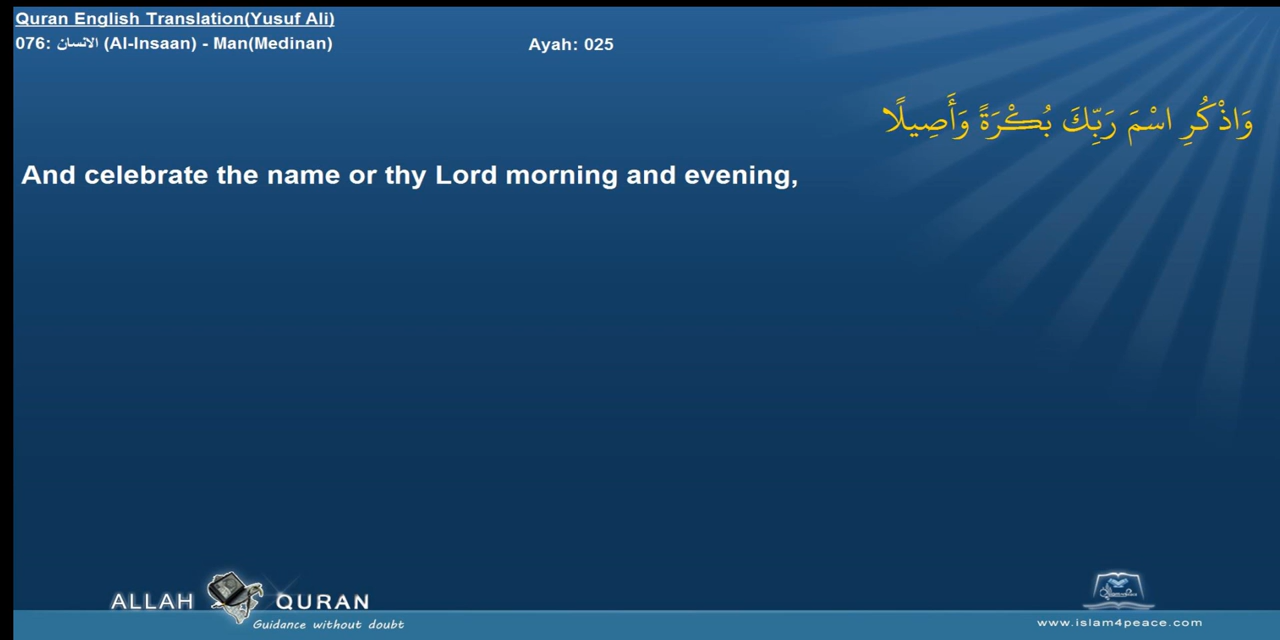 Quran English Translation(Yusuf Ali)
076: الانسان (Al-Insaan) - Man(Medinan)
Ayah: 025
وَاذْكُرِ اسْمَ رَبِّكَ بُكْرَةً وَأَصِيلًا
And celebrate the name or thy Lord morning and evening,
ALLAH QURAN
Guidance without doubt
www.islam4peace.com